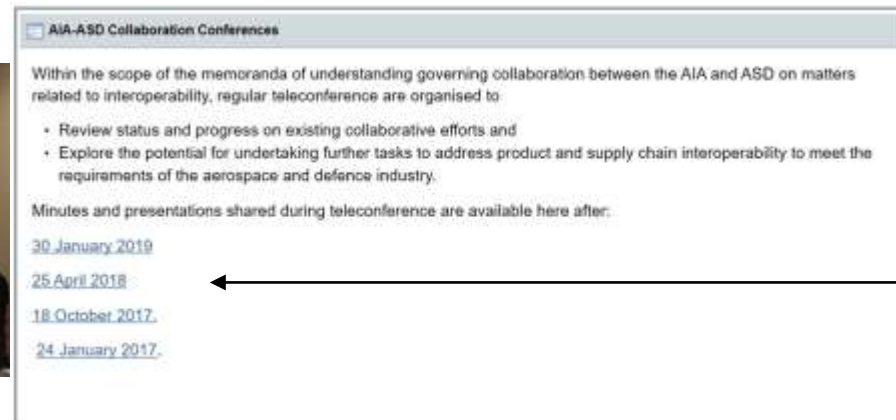 AIA-ASD Collaboration Conferences
Within the scope of the memoranda of understanding governing collaboration between the AIA and ASD on matters
related to interoperability, regular teleconference are organised to
• Review status and progress on existing collaborative efforts and
• Explore the potential for undertaking further tasks to address product and supply chain interoperability to meet the
requirements of the aerospace and defence industry.
Minutes and presentations shared during teleconference are available here after:
30 January 2019
25 April 2018
18 October 2017.
24 January 2017.